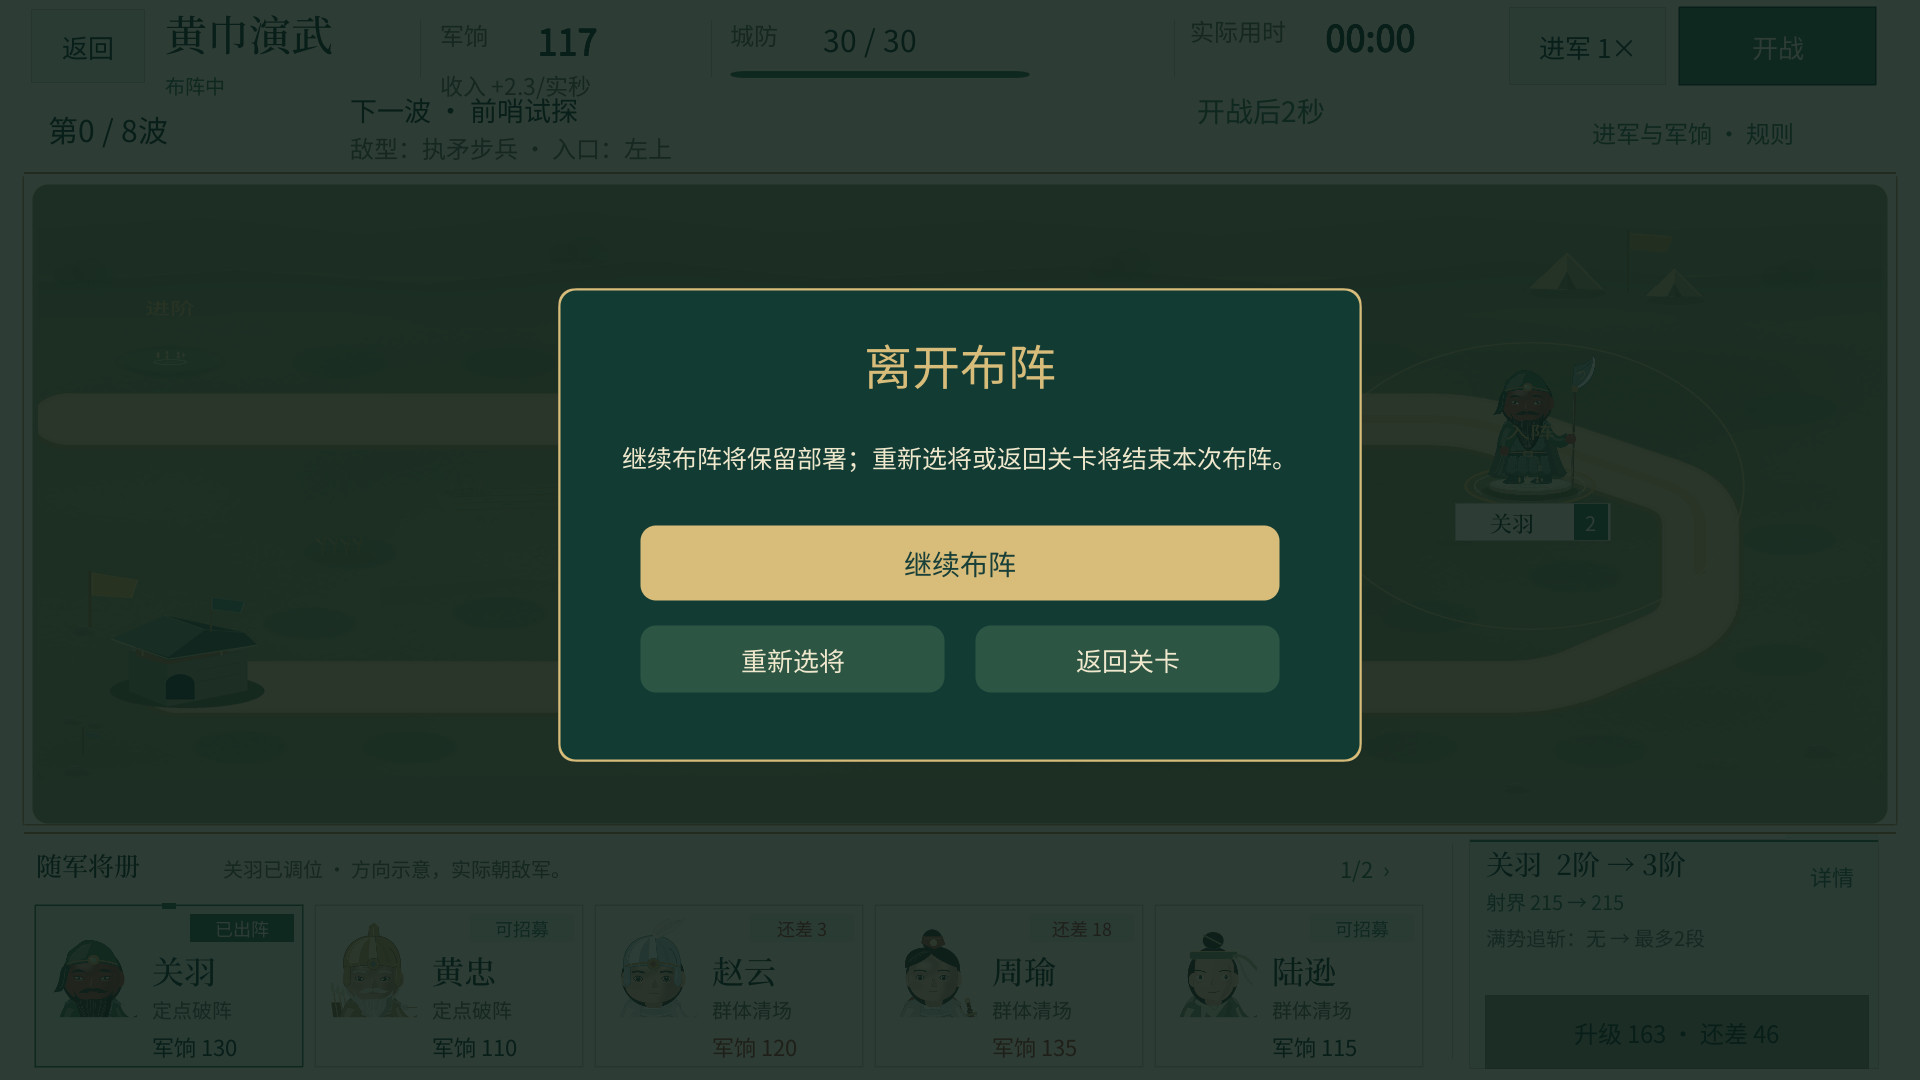 返回
黄巾演武
布阵中
军饷 117
收入 +2.3/实秒
城防 30 / 30
实际用时 00:00
进军 1×
开战
第0 / 8波
下一波 · 前哨试探
敌型：执矛步兵 · 入口：左上
开战后2秒
进军与军饷 · 规则
进阶
离开布阵
继续布阵将保留部署；重新选将或返回关卡将结束本次布阵。
继续布阵
重新选将
返回关卡
入阵
关羽 2
随军将册
关羽已调位 · 方向示意，实际朝敌军。
1/2 ›
已出阵
关羽
定点破阵
军饷 130
可招募
黄忠
定点破阵
军饷 110
还差 3
赵云
群体清场
军饷 120
还差 18
周瑜
群体清场
军饷 135
可招募
陆逊
群体清场
军饷 115
关羽 2阶 → 3阶
详情
射界 215 → 215
满势追斩：无 → 最多2段
升级 163 · 还差 46